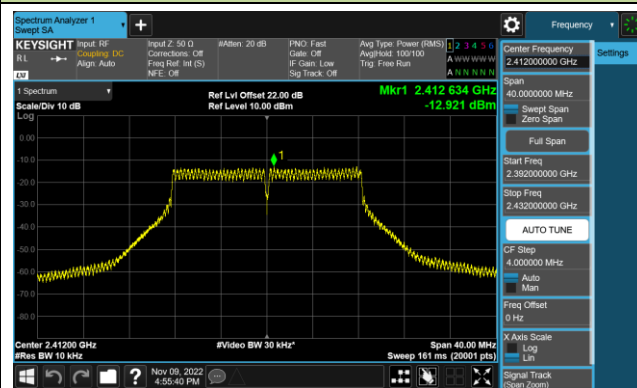 Spectrum Analyzer 1
Swept SA
Frequency
KEYSIGHT
RL
Input: RF
Coupling: DC
Align: Auto
Input Z: 50 Ω
Corrections: Off
Freq Ref: Int (S)
NFE: Off
#Atten: 20 dB
PNO: Fast
Gate: Off
IF Gain: Low
Sig Track: Off
Avg Type: Power (RMS)
Avg|Hold: 100/100
Trig: Free Run
1 2 3 4 5 6
A W W W W W
A N N N N N
LXI
Center Frequency
2.412000000 GHz
Settings
Span
40.0000000 MHz
Swept Span
Zero Span
Full Span
Start Freq
2.392000000 GHz
Stop Freq
2.432000000 GHz
AUTO TUNE
CF Step
4.000000 MHz
Auto
Man
Freq Offset
0 Hz
X Axis Scale
Log
Lin
Signal Track
(Span Zoom)
1 Spectrum
Scale/Div 10 dB
Log
Ref Lvl Offset 22.00 dB
Ref Level 10.00 dBm
Mkr1 2.412 634 GHz
-12.921 dBm
0.00
-10.0
-20.0
-30.0
-40.0
-50.0
-60.0
-70.0
-80.0
1
Center 2.41200 GHz
#Res BW 10 kHz
#Video BW 30 kHz*
Span 40.00 MHz
Sweep 161 ms (20001 pts)
Nov 09, 2022
4:55:40 PM